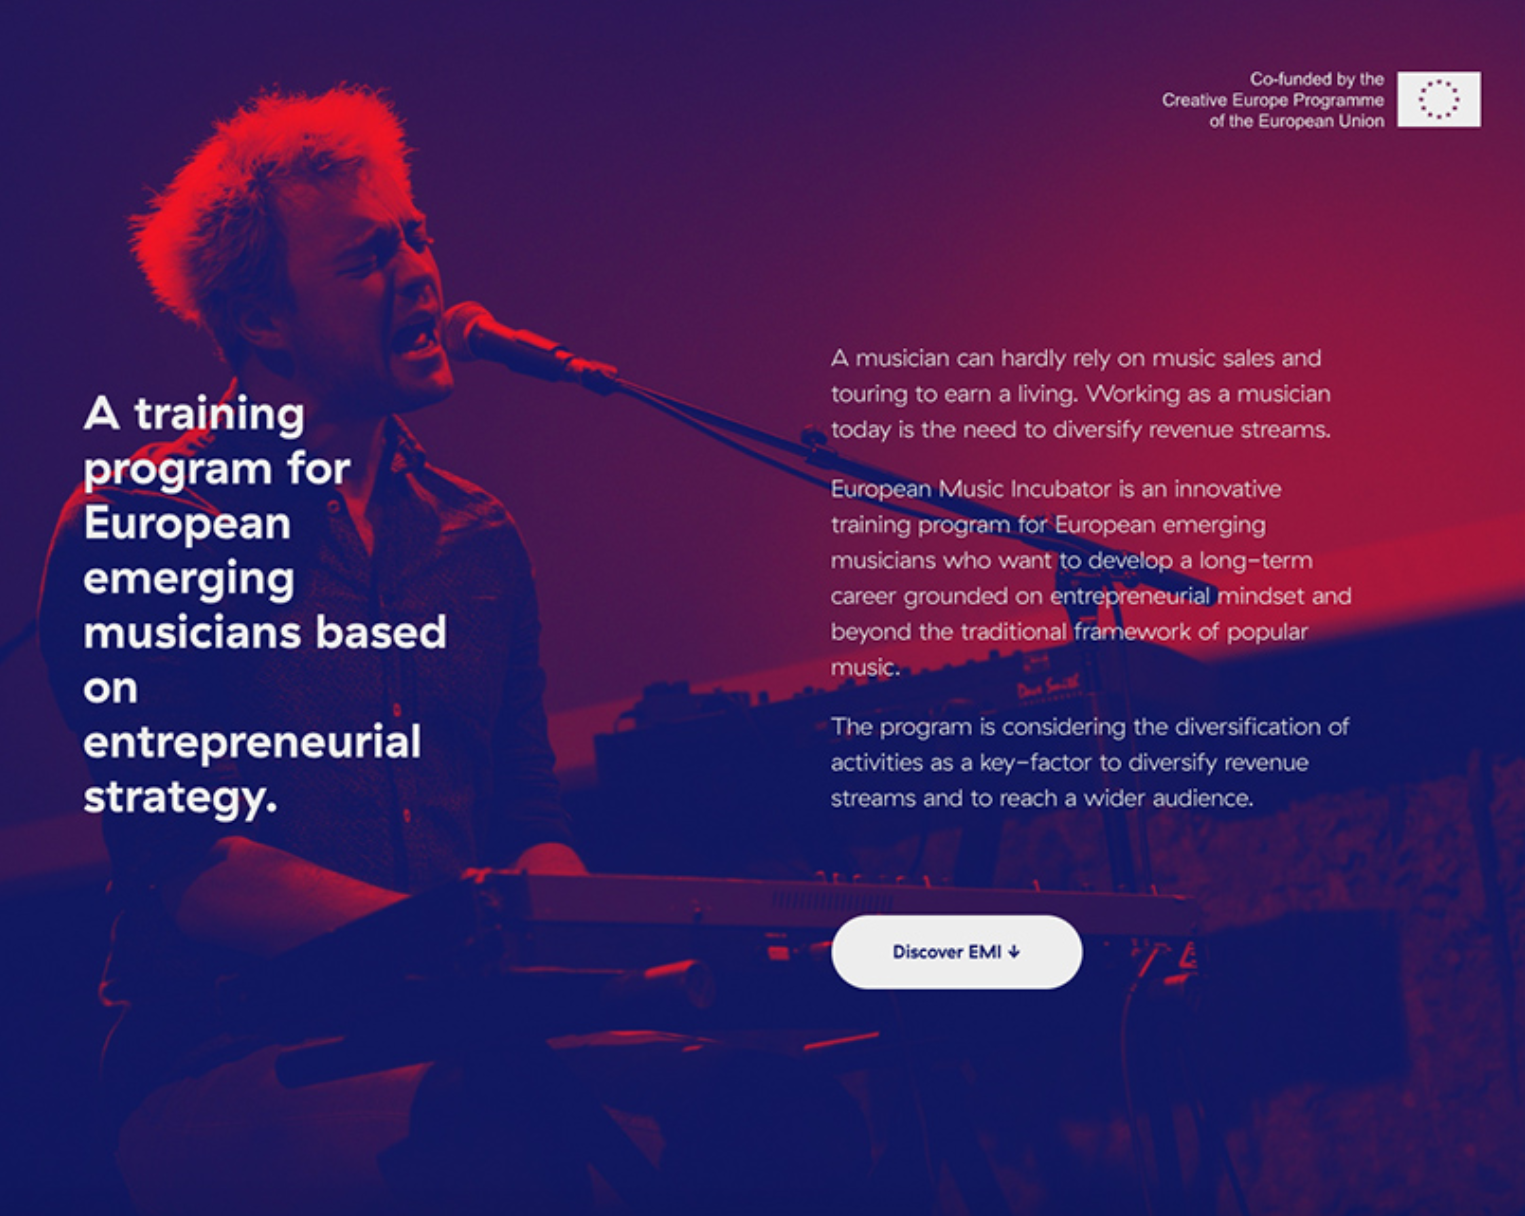 Co-funded by the
Creative Europe Programme
of the European Union
A training
program for
European
emerging
musicians based
on
entrepreneurial
strategy.
A musician can hardly rely on music sales and
touring to earn a living. Working as a musician
today is the need to diversify revenue streams.
European Music Incubator is an innovative
training program for European emerging
musicians who want to develop a long-term
career grounded on entrepreneurial mindset and
beyond the traditional framework of popular
music.
The program is considering the diversification of
activities as a key-factor to diversify revenue
streams and to reach a wider audience.
Dave Smith
Discover EMI ↓